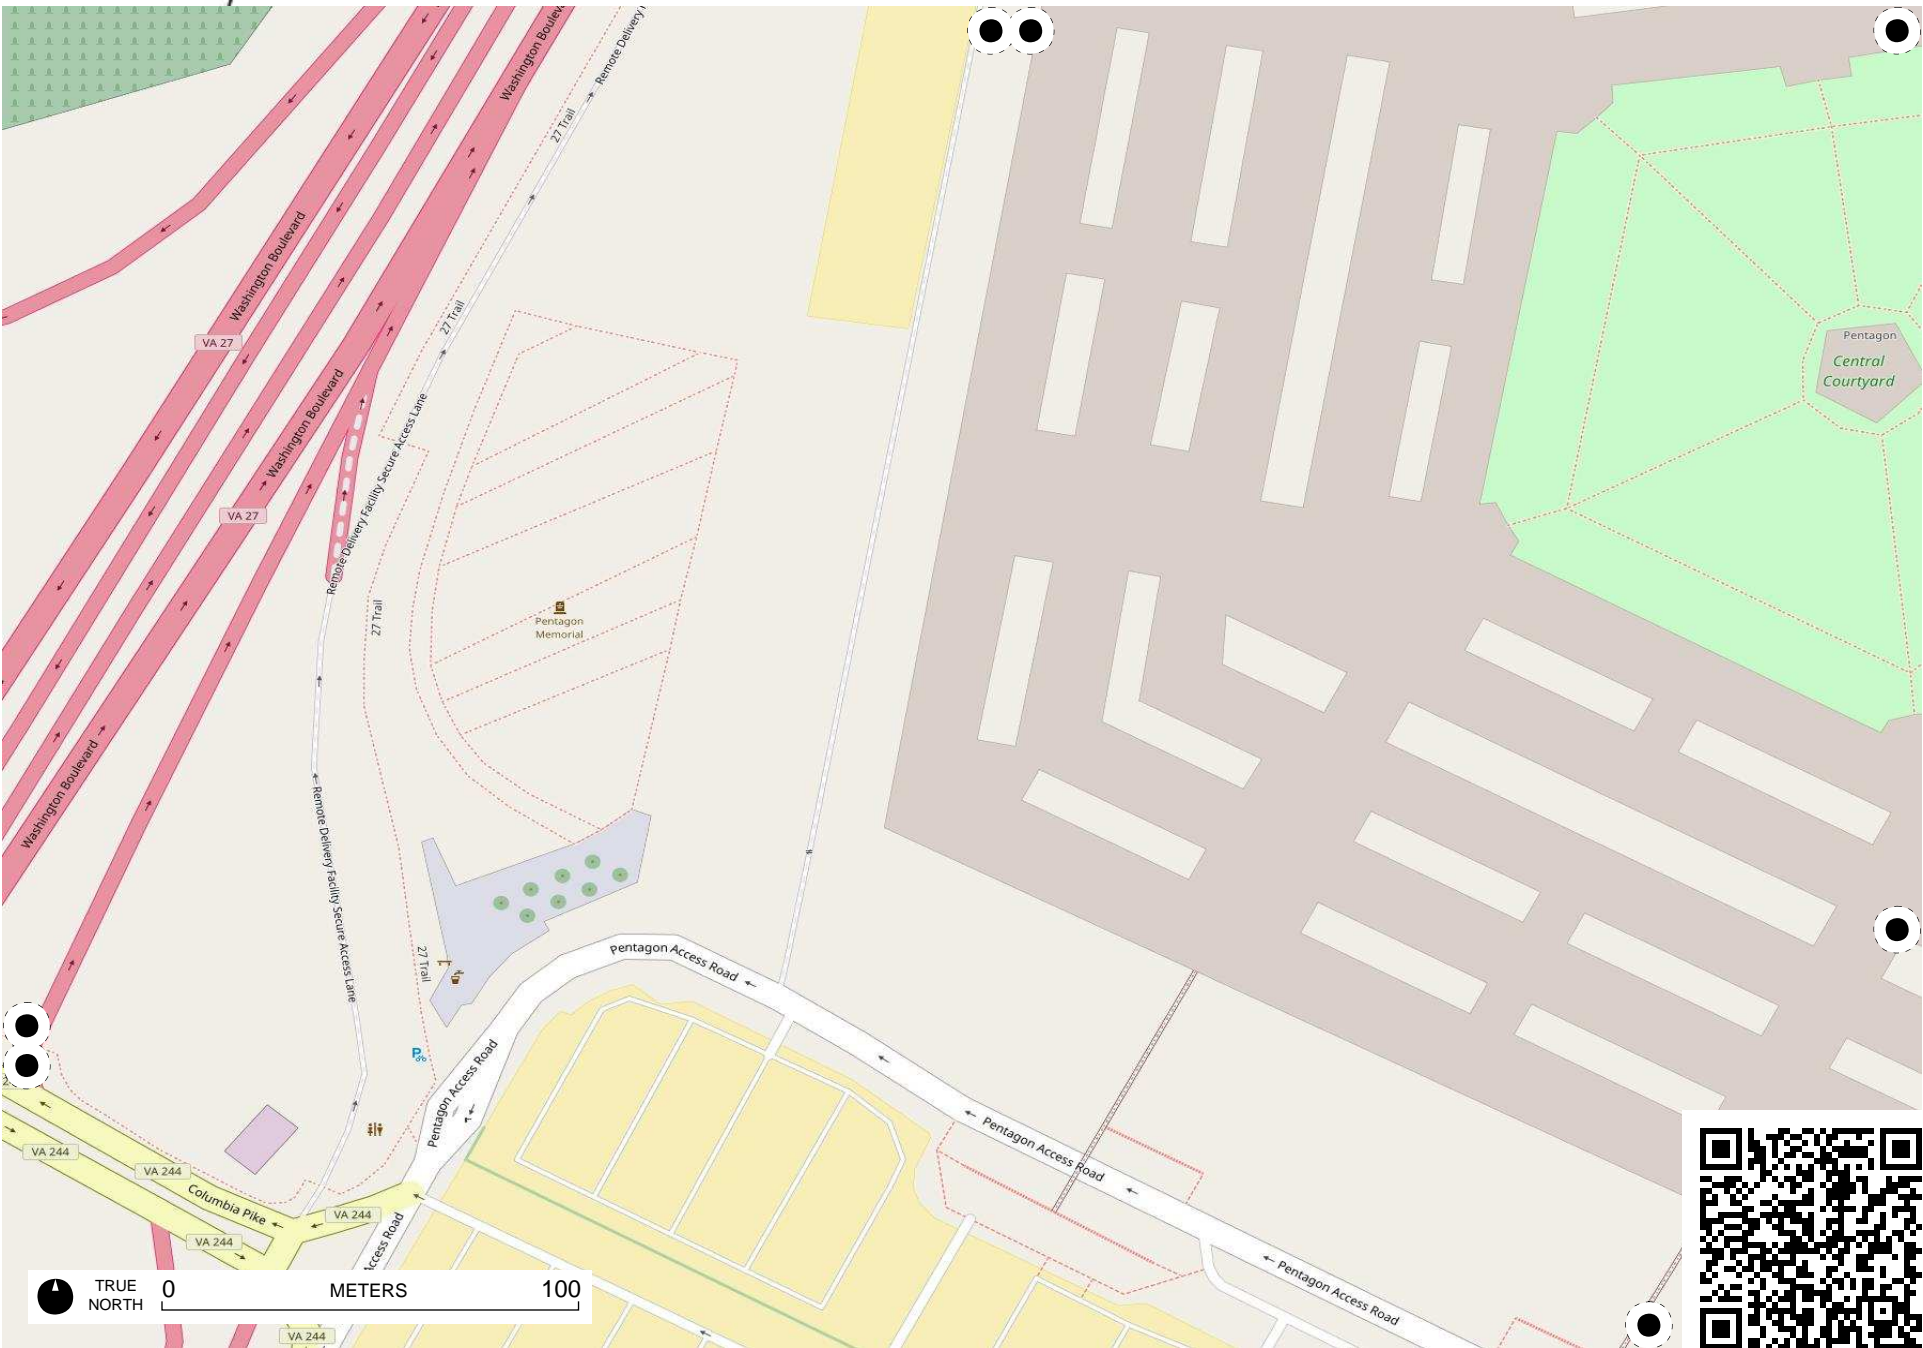 Washington Boulevard
Remote Delivery
Washington Boulevard
27 Trail
Washington Boulevard
VA 27
27 Trail
Pentagon
Central
Courtyard
Washington Boulevard
Remote Delivery Facility Secure Access Lane
VA 27
27 Trail
Pentagon
Memorial
Washington Boulevard
Remote Delivery Facility Secure Access Lane
27 Trail
Pentagon Access Road
Pentagon Access Road
Pentagon Access Road
VA 244
VA 244
Columbia Pike
VA 244
VA 244
Access Road
Pentagon Access Road
TRUE
NORTH
0 METERS 100
VA 244